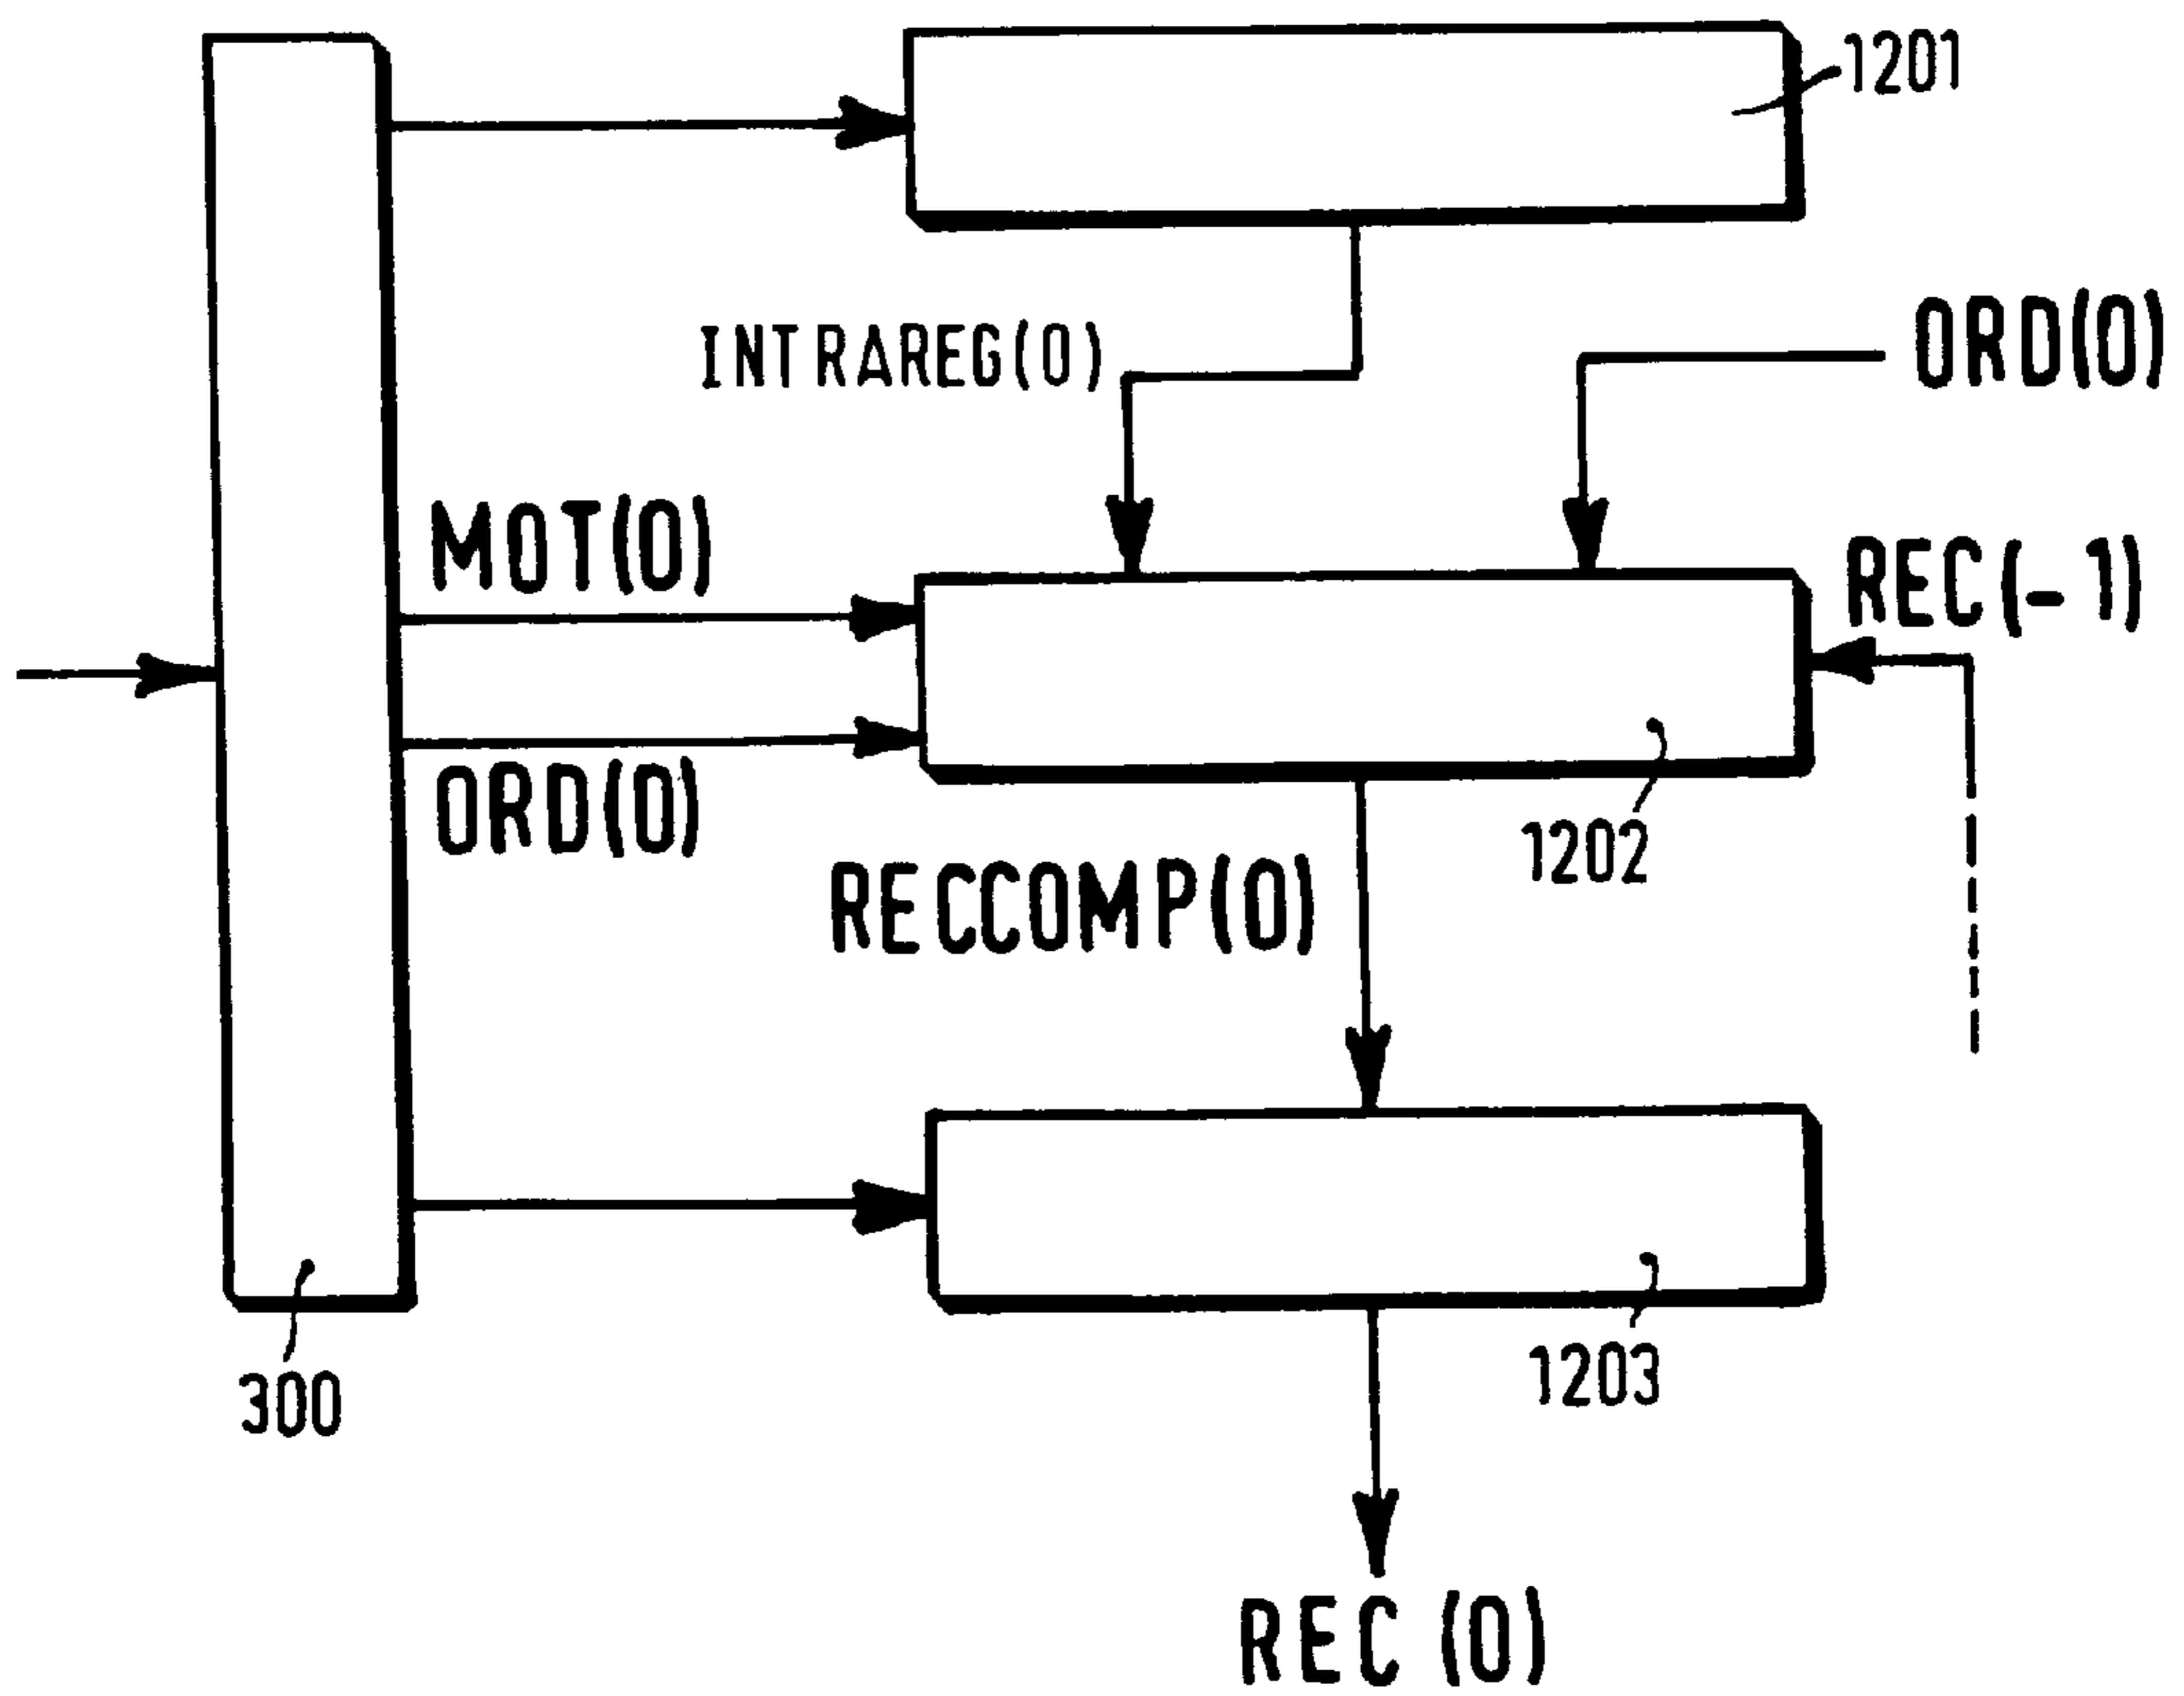 1201
INTRAREG(0)
ORD(0)
MOT(0)
REC(-1)
ORD(0)
1202
RECCOMP(0)
300
1203
REC (0)